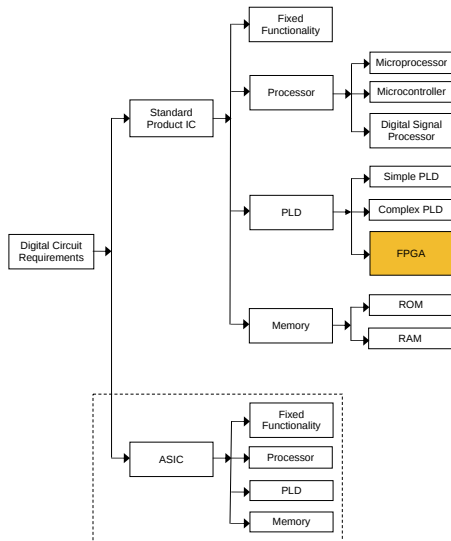 Fixed
Functionality
Microprocessor
Processor
Microcontroller
Standard
Product IC
Digital Signal
Processor
Simple PLD
PLD
Complex PLD
Digital Circuit
Requirements
FPGA
ROM
Memory
RAM
Fixed
Functionality
ASIC
Processor
PLD
Memory